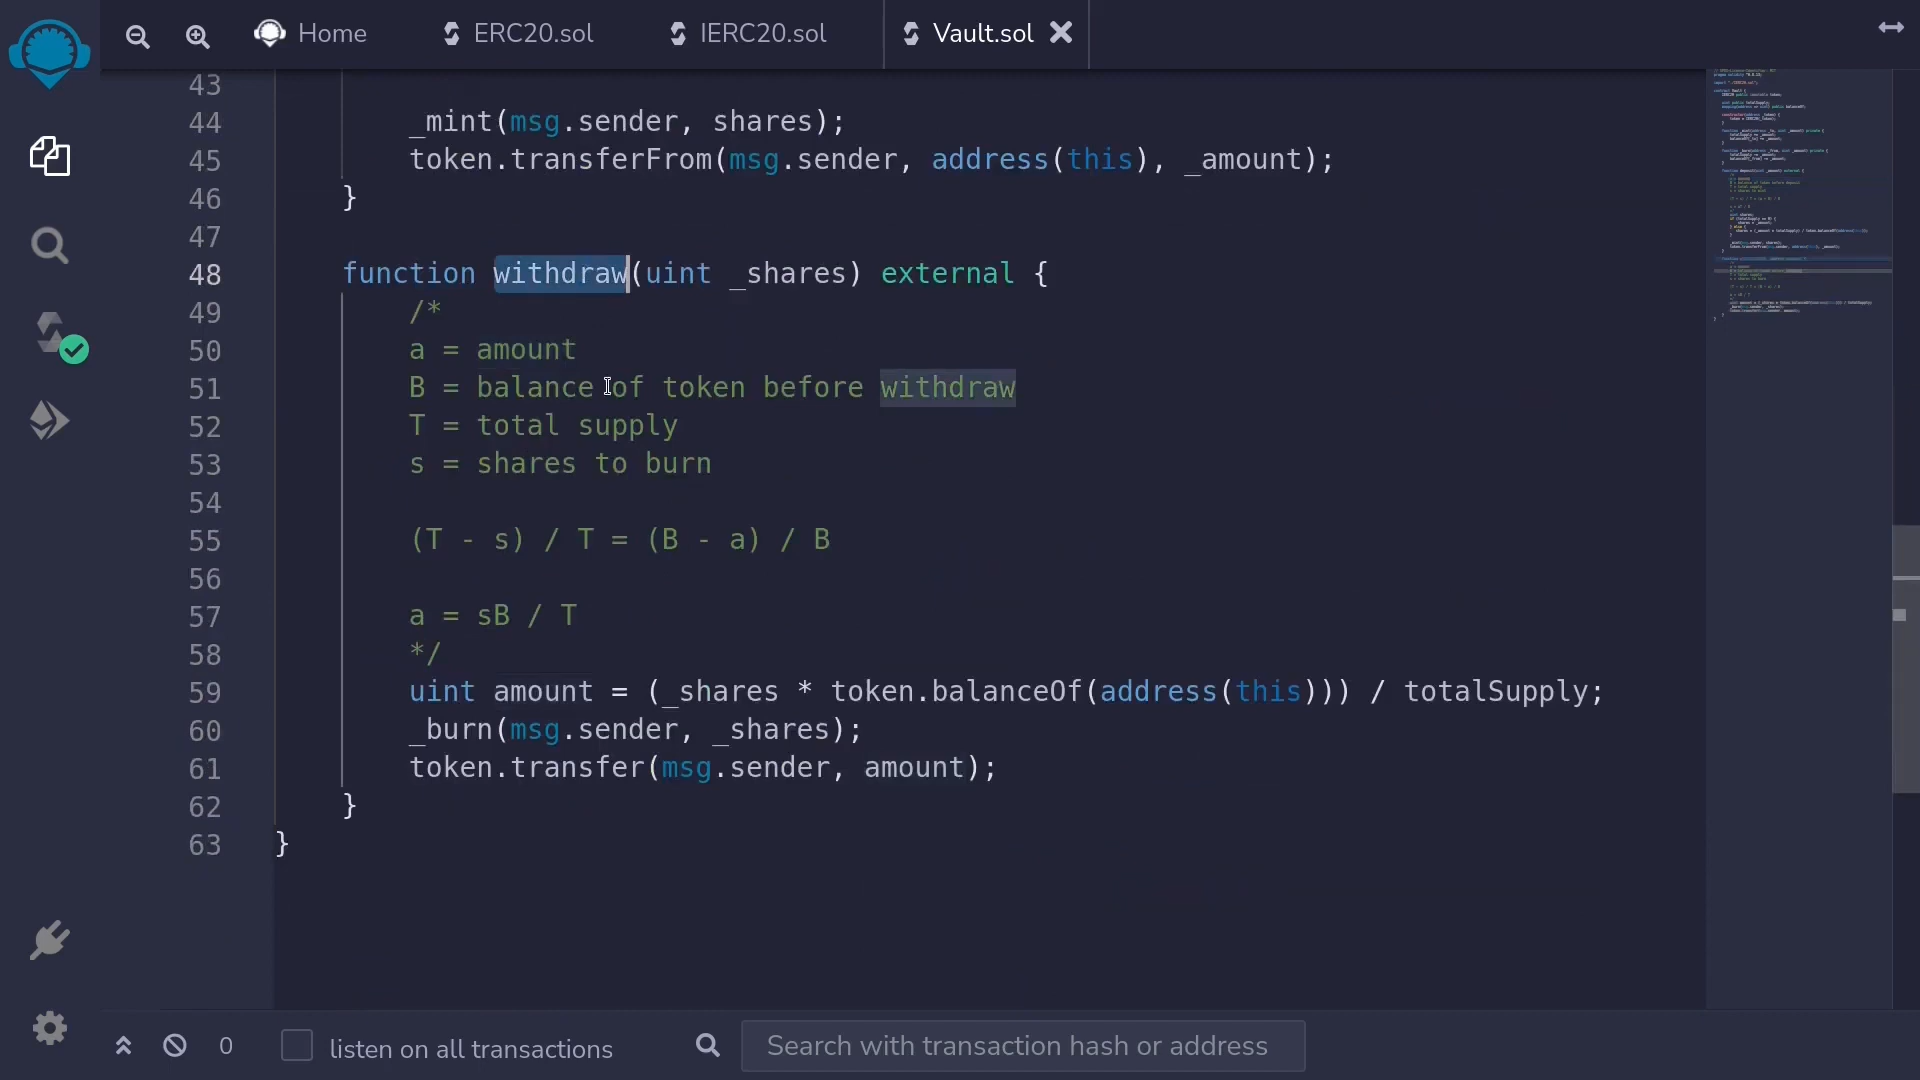 Home
ERC20.sol
IERC20.sol
Vault.sol
43
44 _mint(msg.sender, shares);
45 token.transferFrom(msg.sender, address(this), _amount);
46 }
47
48 function withdraw(uint _shares) external {
49 /*
50 a = amount
51 B = balance of token before withdraw
52 T = total supply
53 s = shares to burn
54
55 (T - s) / T = (B - a) / B
56
57 a = sB / T
58 */
59 uint amount = (_shares * token.balanceOf(address(this))) / totalSupply;
60 _burn(msg.sender, _shares);
61 token.transfer(msg.sender, amount);
62 }
63 }
0
listen on all transactions
Search with transaction hash or address